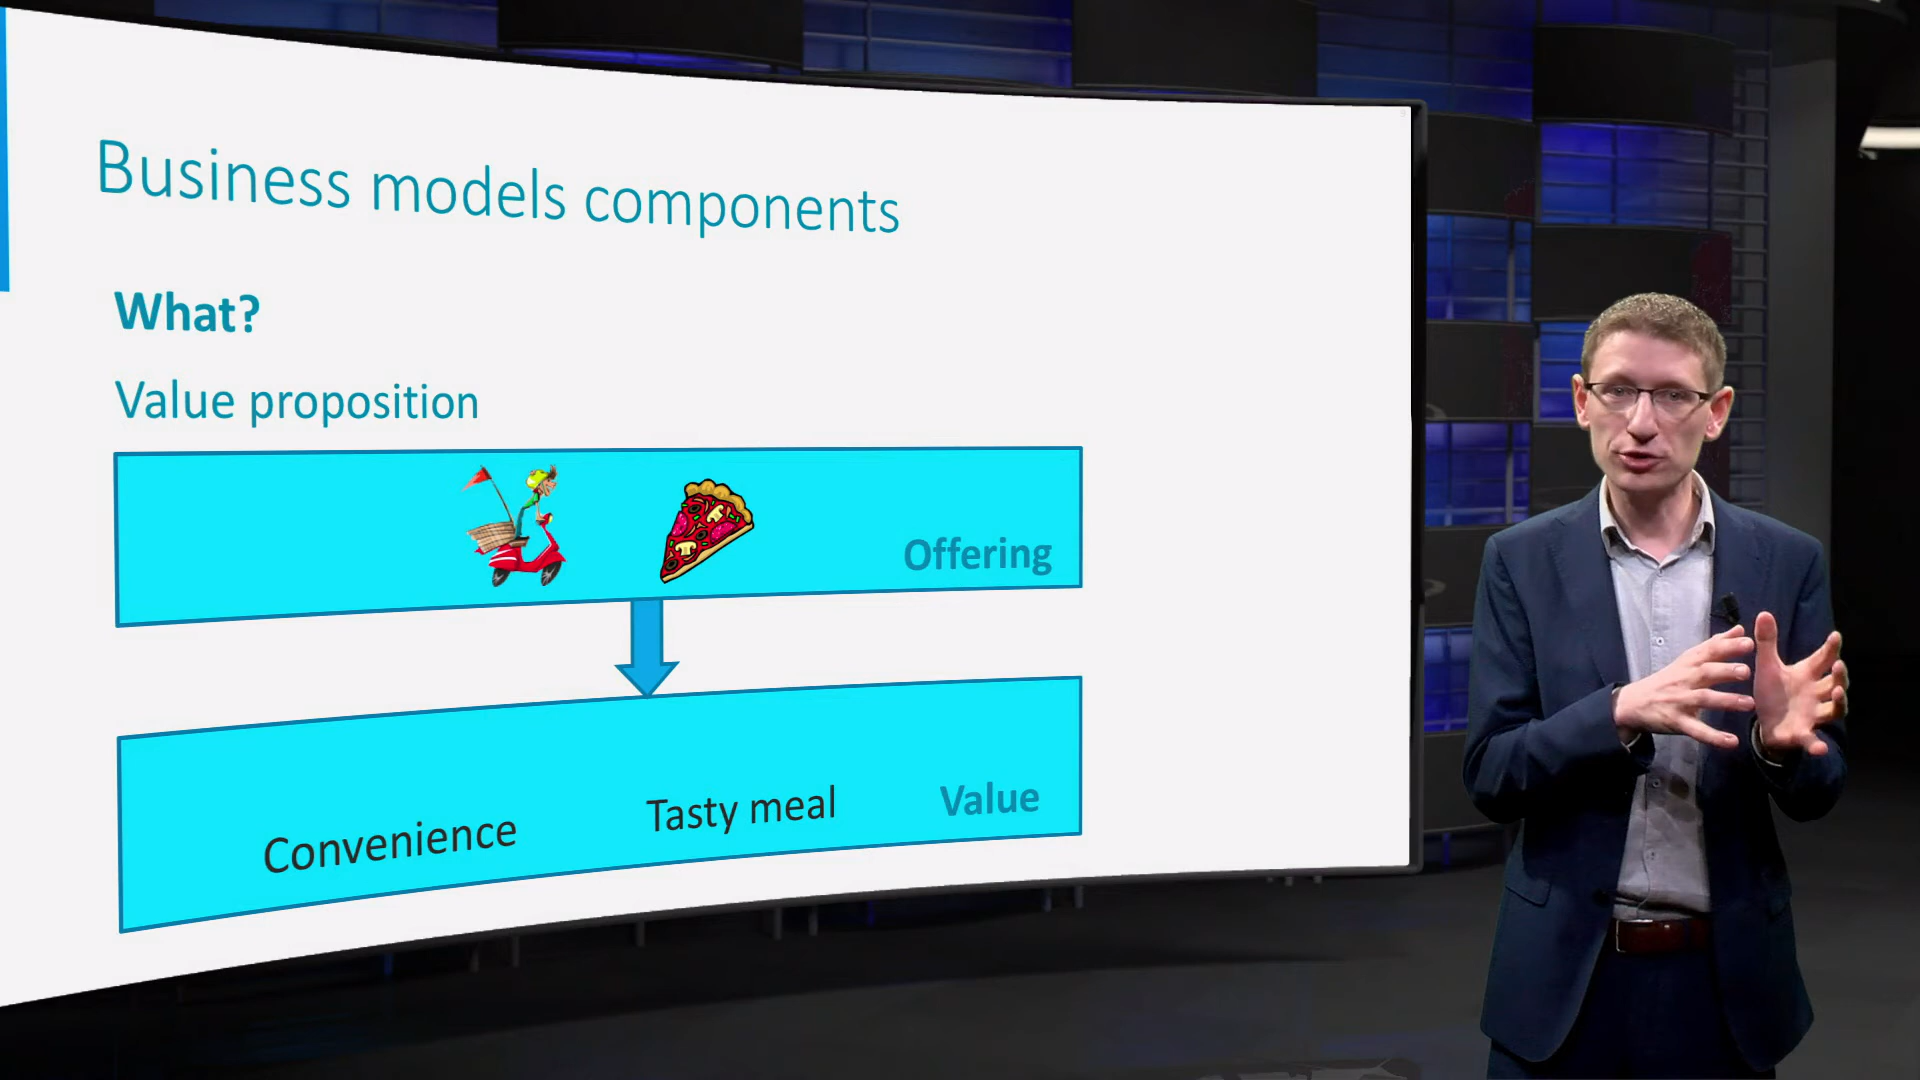 Business models components
What?
Value proposition
Offering
Convenience
Tasty meal
Value